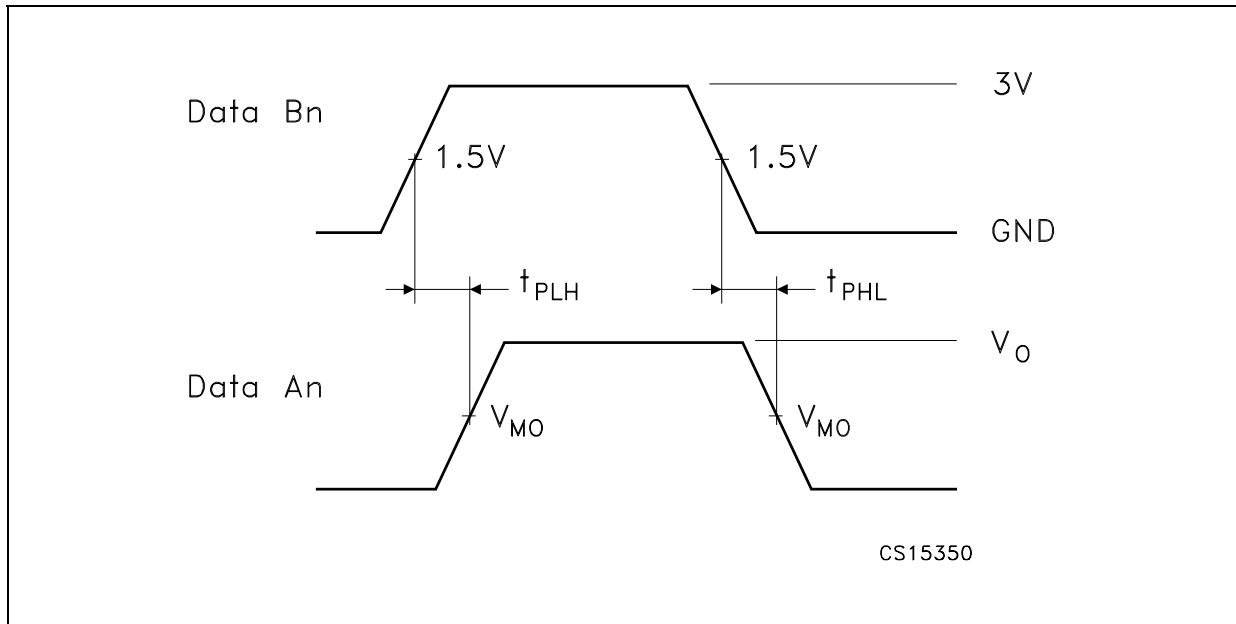 3V
Data Bn
1.5V 1.5V
GND
tPLH tPHL
VO
Data An
VMO VMO
CS15350